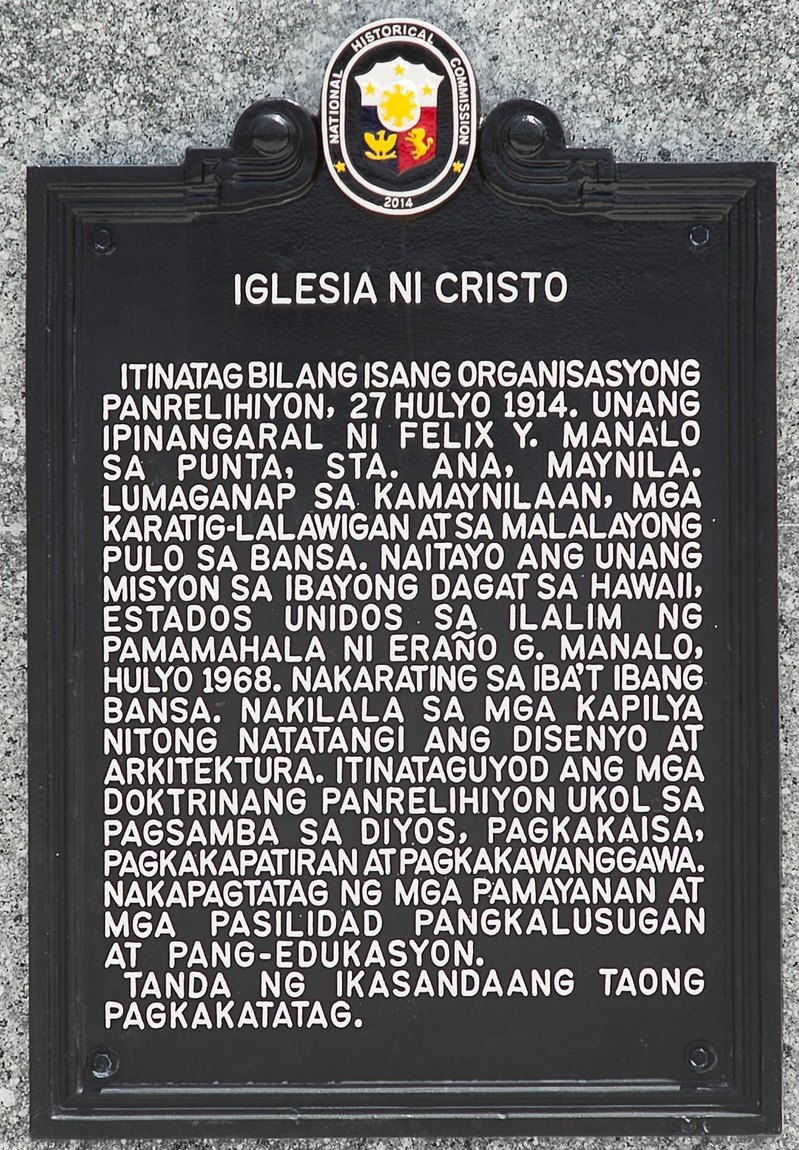 NATIONAL HISTORICAL COMMISSION
2014
IGLESIA NI CRISTO
ITINATAG BILANG ISANG ORGANISASYONG
PANRELIHIYON, 27 HULYO 1914. UNANG
IPINANGARAL NI FELIX Y. MANALO
SA PUNTA, STA. ANA, MAYNILA.
LUMAGANAP SA KAMAYNILAAN, MGA
KARATIG-LALAWIGAN AT SA MALALAYONG
PULO SA BANSA. NAITAYO ANG UNANG
MISYON SA IBAYONG DAGAT SA HAWAII,
ESTADOS UNIDOS SA ILALIM NG
PAMAMAHALA NI ERAÑO G. MANALO,
HULYO 1968. NAKARATING SA IBA'T IBANG
BANSA. NAKILALA SA MGA KAPILYA
NITONG NATATANGI ANG DISENYO AT
ARKITEKTURA. ITINATAGUYOD ANG MGA
DOKTRINANG PANRELIHIYON UKOL SA
PAGSAMBA SA DIYOS, PAGKAKAISA,
PAGKAKAPATIRAN AT PAGKAKAWANGGAWA.
NAKAPAGTATAG NG MGA PAMAYANAN AT
MGA PASILIDAD PANGKALUSUGAN
AT PANG-EDUKASYON.
TANDA NG IKASANDAANG TAONG
PAGKAKATATAG.